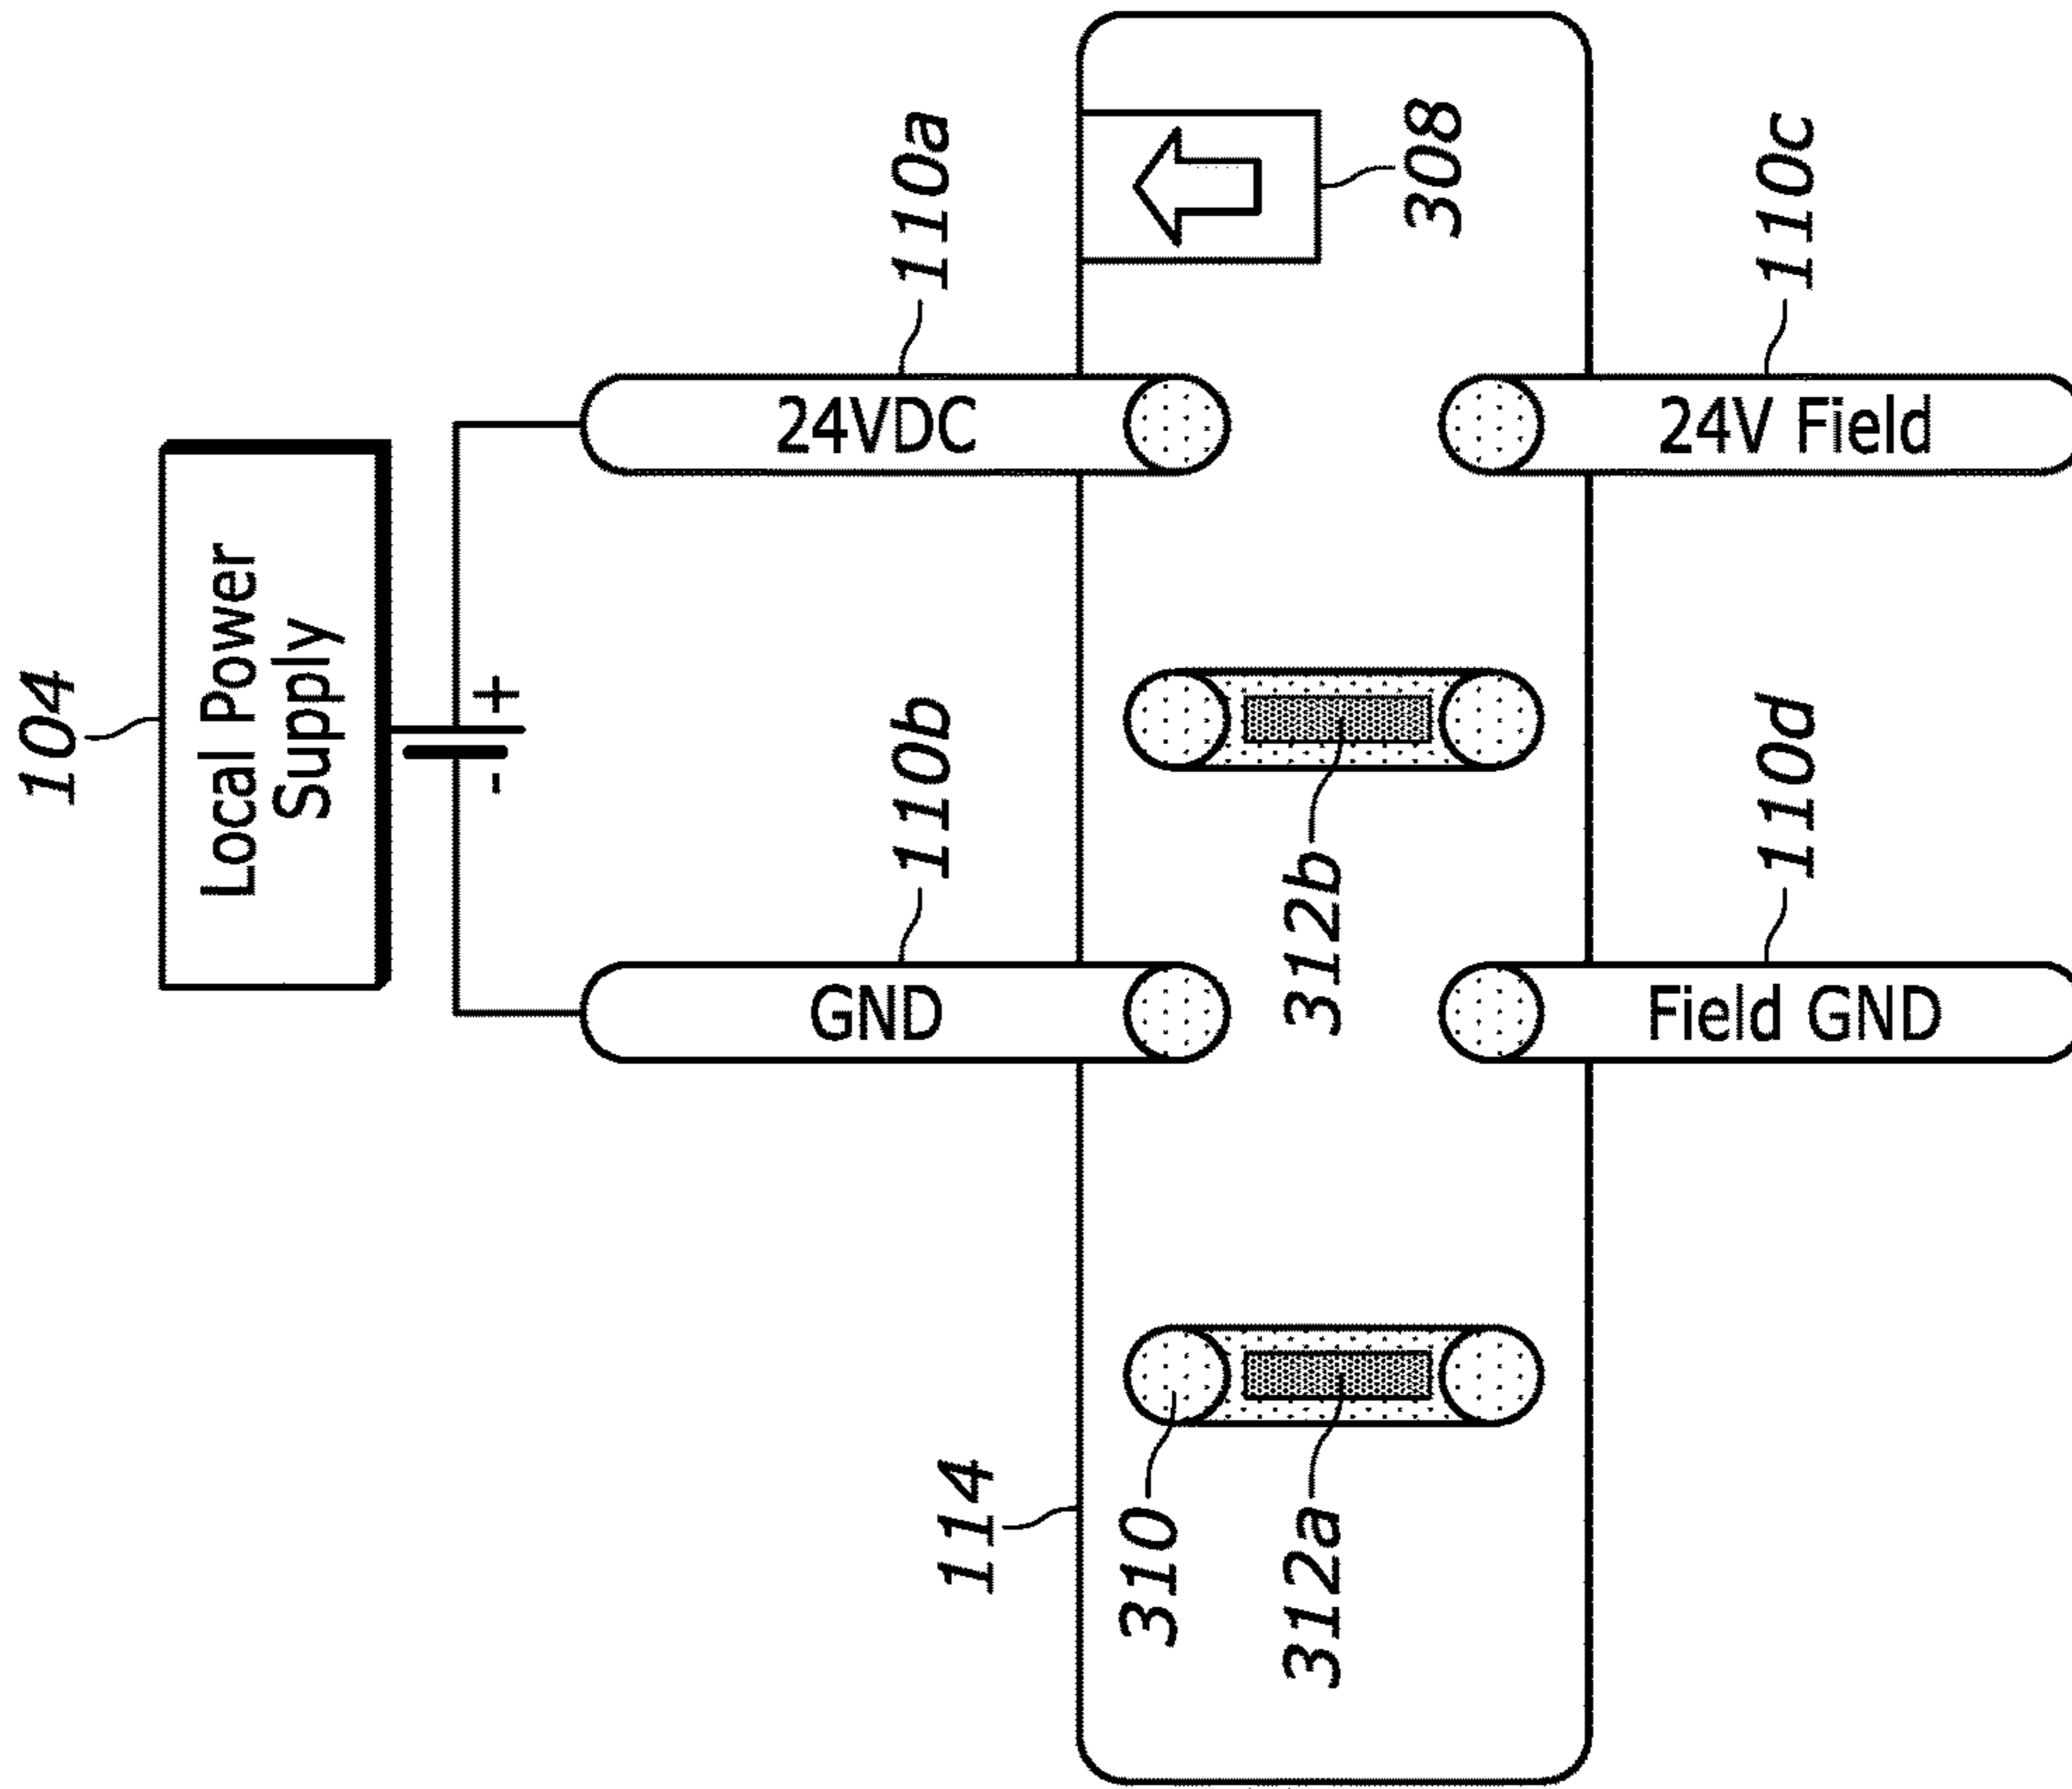 104
Local Power
Supply
+
-
24VDC
110a
GND
110b
308
312b
114
310
312a
24V Field
110c
Field GND
110d